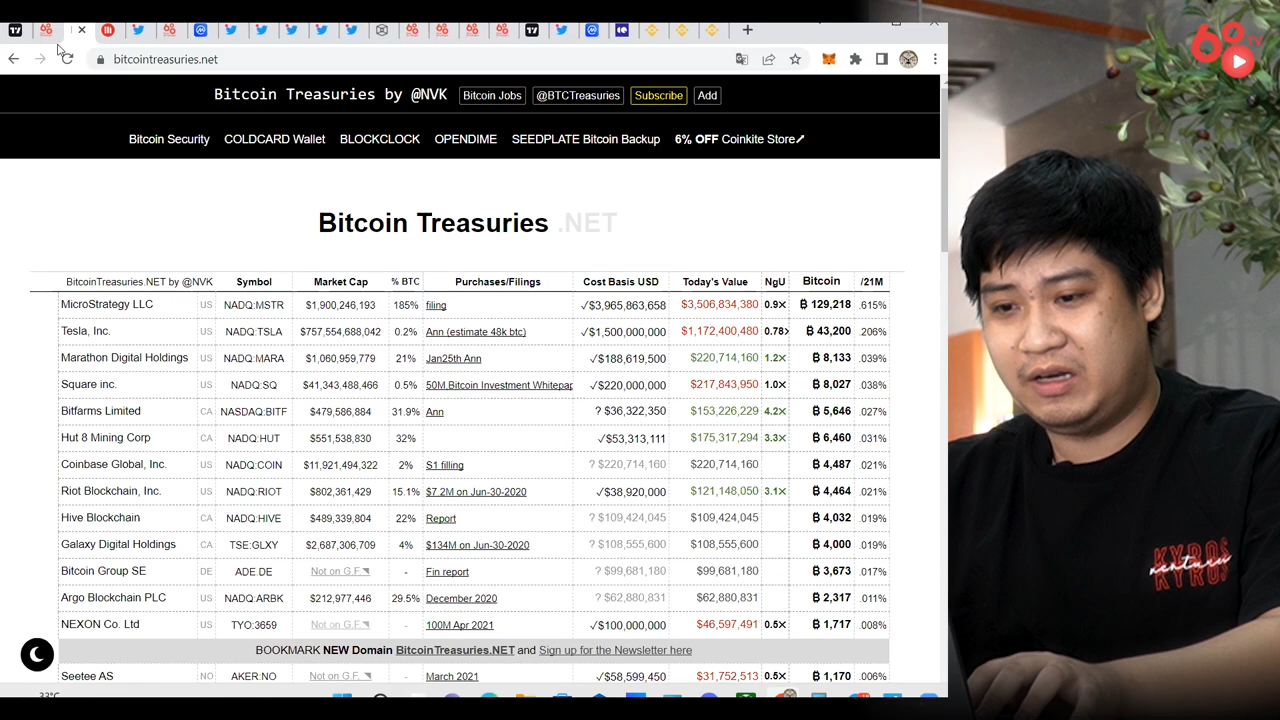 bitcointreasuries.net
Bitcoin Treasuries by @NVK Bitcoin Jobs @BTCTreasuries Subscribe Add
Bitcoin Security COLDCARD Wallet BLOCKCLOCK OPENDIME SEEDPLATE Bitcoin Backup 6% OFF Coinkite Store
Bitcoin Treasuries .NET
BitcoinTreasuries.NET by @NVK Symbol Market Cap % BTC Purchases/Filings Cost Basis USD Today's Value NgU Bitcoin /21M
MicroStrategy LLC US NADQ:MSTR $1,900,246,193 185% filing ✓$3,965,863,658 $3,506,834,380 0.9x ₿ 129,218 .615%
Tesla, Inc. US NADQ:TSLA $757,554,688,042 0.2% Ann (estimate 48k btc) ✓$1,500,000,000 $1,172,400,480 0.78x ₿ 43,200 .206%
Marathon Digital Holdings US NADQ:MARA $1,060,959,779 21% Jan25th Ann ✓$188,619,500 $220,714,160 1.2x ₿ 8,133 .039%
Square inc. US NADQ:SQ $41,343,488,466 0.5% 50M Bitcoin Investment Whitepap ✓$220,000,000 $217,843,950 1.0x ₿ 8,027 .038%
Bitfarms Limited CA NASDAQ:BITF $479,586,884 31.9% Ann ? $36,322,350 $153,226,229 4.2x ₿ 5,646 .027%
Hut 8 Mining Corp CA NADQ:HUT $551,538,830 32% ✓$53,313,111 $175,317,294 3.3x ₿ 6,460 .031%
Coinbase Global, Inc. US NADQ:COIN $11,921,494,322 2% S1 filling ? $220,714,160 $220,714,160 ₿ 4,487 .021%
Riot Blockchain, Inc. US NADQ:RIOT $802,361,429 15.1% $7.2M on Jun-30-2020 ✓$38,920,000 $121,148,050 3.1x ₿ 4,464 .021%
Hive Blockchain CA NADQ:HIVE $489,339,804 22% Report ? $109,424,045 $109,424,045 ₿ 4,032 .019%
Galaxy Digital Holdings CA TSE:GLXY $2,687,306,709 4% $134M on Jun-30-2020 ? $108,555,600 $108,555,600 ₿ 4,000 .019%
Bitcoin Group SE DE ADE.DE Not on G.F. - Fin report ? $99,681,180 $99,681,180 ₿ 3,673 .017%
Argo Blockchain PLC US NADQ:ARBK $212,977,446 29.5% December 2020 ? $62,880,831 $62,880,831 ₿ 2,317 .011%
NEXON Co. Ltd US TYO:3659 Not on G.F. - 100M Apr 2021 ✓$100,000,000 $46,597,491 0.5x ₿ 1,717 .008%
BOOKMARK NEW Domain BitcoinTreasuries.NET and Sign up for the Newsletter here
Seetee AS NO AKER:NO Not on G.F. - March 2021 ✓$58,599,450 $31,752,513 0.5x ₿ 1,170 .006%
33°C
68
TV
KYROS
ventures
KYROS